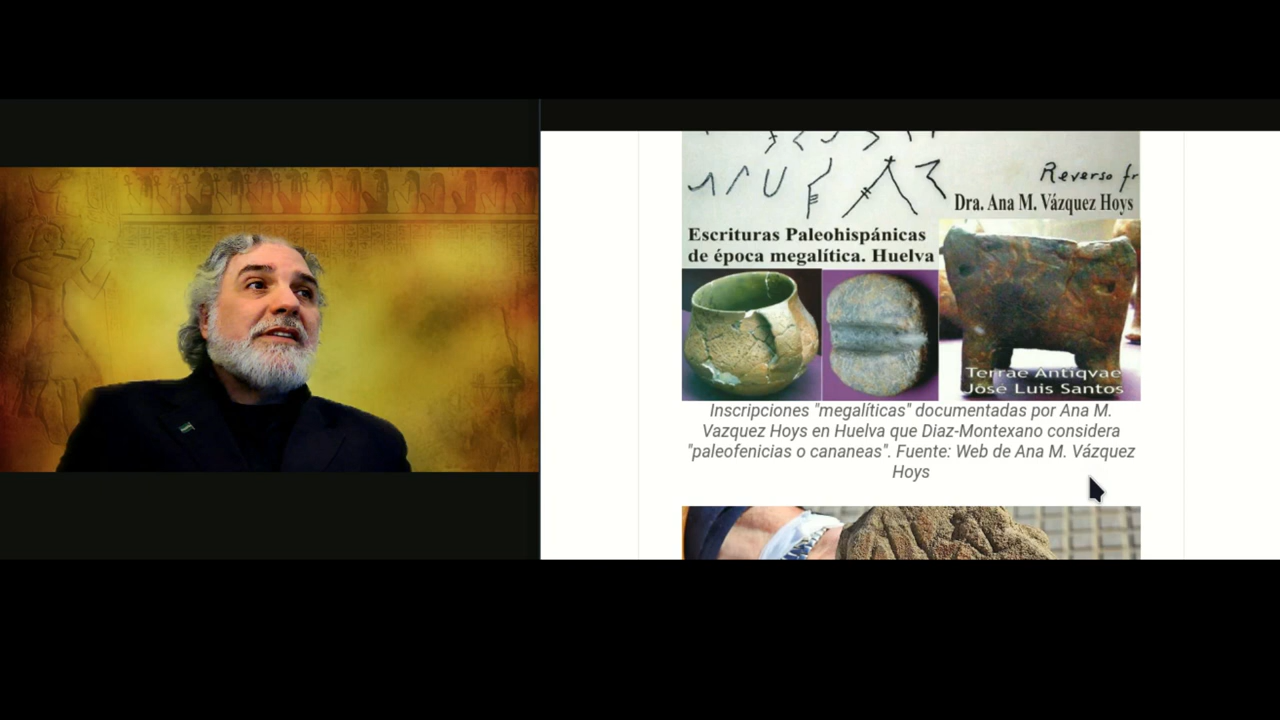 Reverso fr
Dra. Ana M. Vázquez Hoys
Escrituras Paleohispánicas
de época megalítica. Huelva
Terrae Antiqvae
José Luis Santos
Inscripciones "megalíticas" documentadas por Ana M.
Vazquez Hoys en Huelva que Diaz-Montexano considera
"paleofenicias o cananeas". Fuente: Web de Ana M. Vázquez
Hoys